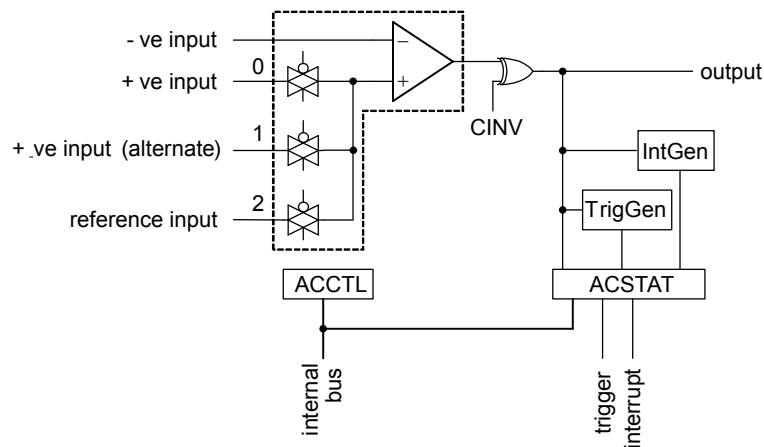 - ve input
+ ve input
0
+ ve input (alternate)
1
reference input
2
-
+
CINV
output
IntGen
TrigGen
ACCTL
ACSTAT
internal
bus
trigger
interrupt